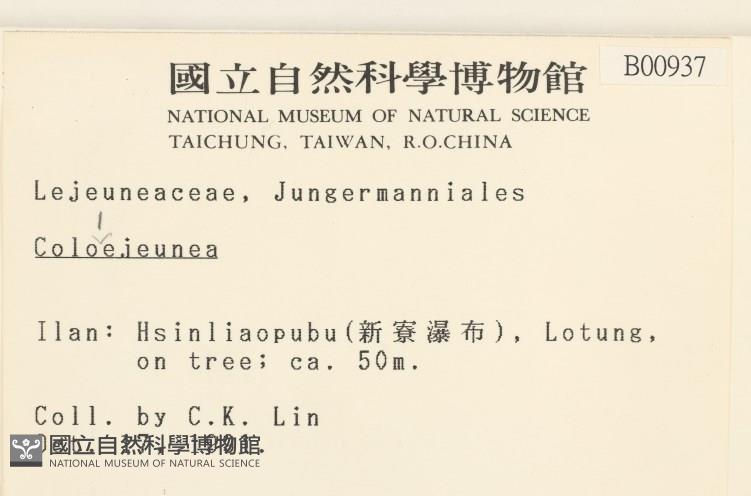 國立自然科學博物館
B00937
NATIONAL MUSEUM OF NATURAL SCIENCE
TAICHUNG, TAIWAN, R.O.CHINA
Lejeuneaceae, Jungermanniales
l
Coloejeunea
Ilan: Hsinliaopubu(新寮瀑布), Lotung,
on tree; ca. 50m.
Coll. by C.K. Lin
國立自然科學博物館
NATIONAL MUSEUM OF NATURAL SCIENCE